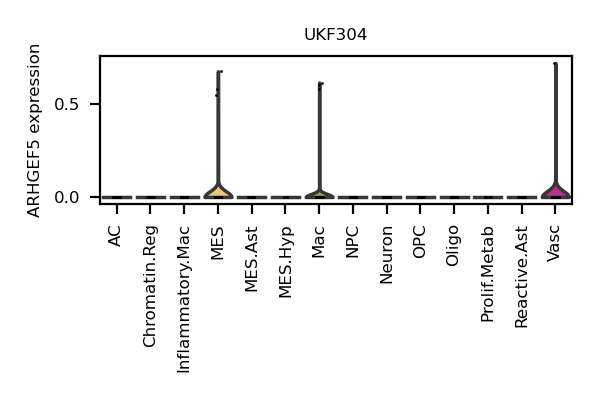 UKF304
ARHGEF5 expression
0.5
0.0
AC
Chromatin.Reg
Inflammatory.Mac
MES
MES.Ast
MES.Hyp
Mac
NPC
Neuron
OPC
Oligo
Prolif.Metab
Reactive.Ast
Vasc